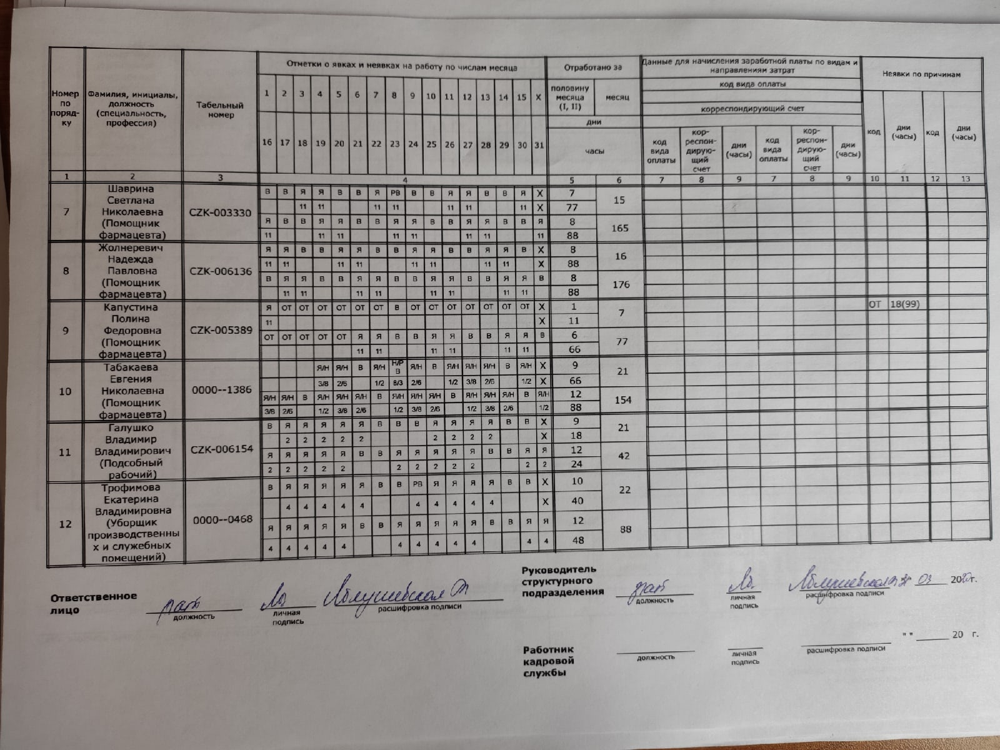 Номер по поряд-ку | Фамилия, инициалы, должность (специальность, профессия) | Табельный номер | Отметки о явках и неявках на работу по числам месяца | Отработано за | Данные для начисления заработной платы по видам и направлениям затрат | Неявки по причинам
1 2 3 4 5 6 7 8 9 10 11 12 13 14 15 X | половину месяца (I, II) | месяц | код вида оплаты
корреспондирующий счет
дни
16 17 18 19 20 21 22 23 24 25 26 27 28 29 30 31 | часы | код вида оплаты | кор-респон-дирую-щий счет | дни (часы) | код вида оплаты | кор-респон-дирую-щий счет | дни (часы) | код | дни (часы) | код | дни (часы)
1 2 3 4 5 6 7 8 9 7 8 9 10 11 12 13
7 Шаврина Светлана Николаевна (Помощник фармацевта) CZK-003330
В В Я Я В В Я РВ В В Я Я В В Я X 7 15
11 11 11 11 11 11 11 X 77
Я В В Я Я В В Я Я В В Я Я В В Я 8 165
11 11 11 11 11 11 11 11 88
8 Жолнеревич Надежда Павловна (Помощник фармацевта) CZK-006136
Я Я В В Я Я В В Я Я В В Я Я В X 8 16
11 11 11 11 11 11 11 11 X 88
В Я Я В В Я Я В В Я Я В В Я Я В 8 176
11 11 11 11 11 11 11 11 88
9 Капустина Полина Федоровна (Помощник фармацевта) CZK-005389
Я ОТ ОТ ОТ ОТ ОТ ОТ В ОТ ОТ ОТ ОТ ОТ ОТ ОТ X 1 7 ОТ 18(99)
11 X 11
ОТ ОТ ОТ ОТ ОТ Я Я В В Я Я В В Я Я В 6 77
11 11 11 11 11 11 66
10 Табакаева Евгения Николаевна (Помощник фармацевта) 0000--1386
Я/Н Я/Н В Я/Н Н/РВ Я/Н В Я/Н Я/Н Я/Н В Я/Н X 9 21
3/8 2/6 1/2 8/3 2/6 1/2 3/8 2/6 1/2 X 66
Я/Н Я/Н В Я/Н Я/Н Я/Н В Я/Н Я/Н Я/Н В Я/Н Я/Н Я/Н В Я/Н 12 154
3/8 2/6 1/2 3/8 2/6 1/2 3/8 2/6 1/2 3/8 2/6 1/2 88
11 Галушко Владимир Владимирович (Подсобный рабочий) CZK-006154
В Я Я Я Я Я В В В Я Я Я Я В В X 9 21
2 2 2 2 2 2 2 2 2 X 18
Я Я Я Я Я В В Я Я Я Я Я В В Я Я 12 42
2 2 2 2 2 2 2 2 2 2 2 2 24
12 Трофимова Екатерина Владимировна (Уборщик производственных и служебных помещений) 0000--0468
В Я Я Я Я Я В В РВ Я Я Я Я В В X 10 22
4 4 4 4 4 4 4 4 4 4 X 40
Я Я Я Я Я В В Я Я Я Я Я В В Я Я 12 88
4 4 4 4 4 4 4 4 4 4 4 4 48
Ответственное лицо
должность личная подпись расшифровка подписи
Руководитель структурного подразделения 03 20 г.
должность личная подпись расшифровка подписи
Работник кадровой службы " " 20 г.
должность личная подпись расшифровка подписи